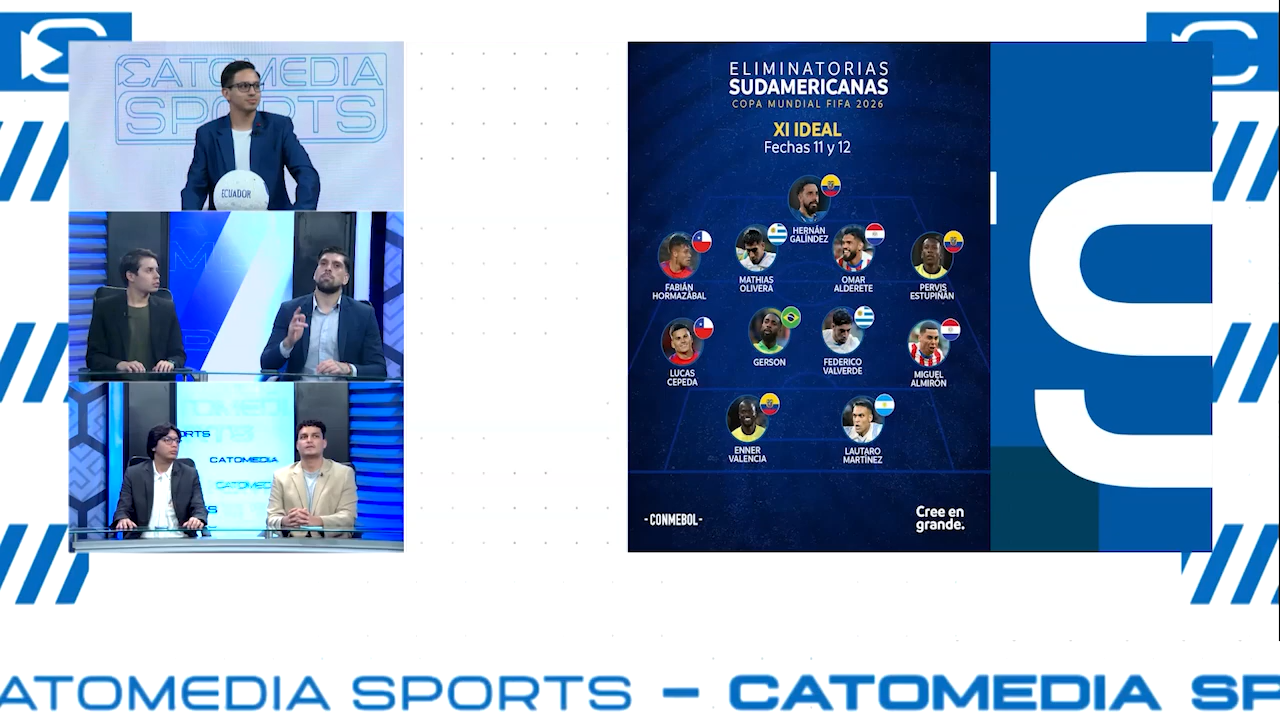 CATOMEDIA
SPORTS
ECUADOR
ORTS
CATOMEDIA
CATOMEDIA
ELIMINATORIAS
SUDAMERICANAS
COPA MUNDIAL FIFA 2026
XI IDEAL
Fechas 11 y 12
HERNÁN
GALÍNDEZ
FABIÁN
HORMAZÁBAL
MATHIAS
OLIVERA
OMAR
ALDERETE
PERVIS
ESTUPIÑÁN
LUCAS
CEPEDA
GERSON
FEDERICO
VALVERDE
MIGUEL
ALMIRÓN
ENNER
VALENCIA
LAUTARO
MARTÍNEZ
-CONMEBOL-
Cree en
grande.
S
ATOMEDIA SPORTS – CATOMEDIA SP